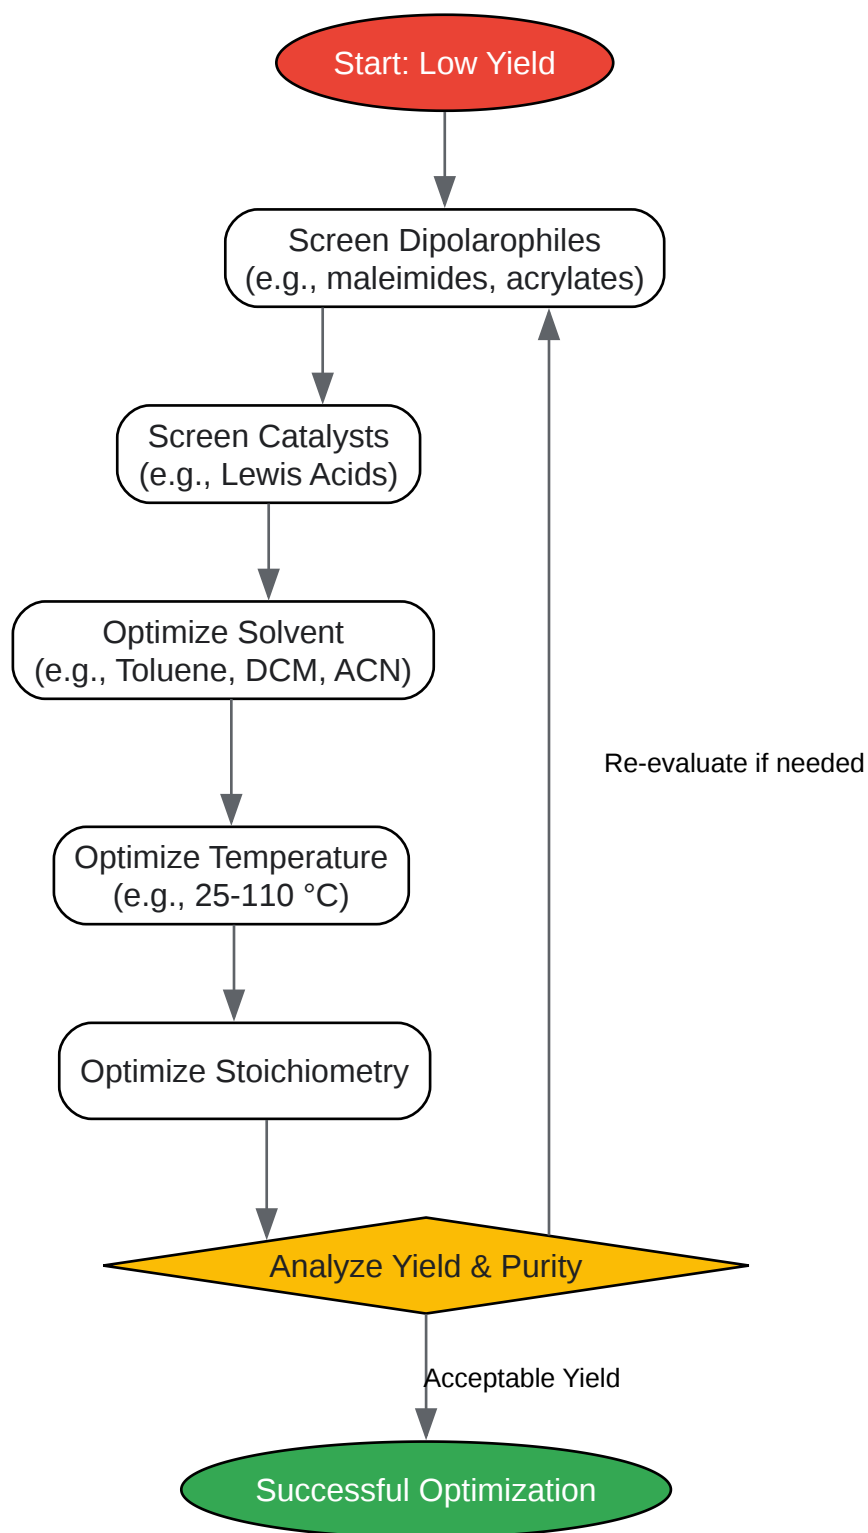 Start: Low Yield
Screen Dipolarophiles
(e.g., maleimides, acrylates)
Screen Catalysts
(e.g., Lewis Acids)
Optimize Solvent
(e.g., Toluene, DCM, ACN)
Re-evaluate if needed
Optimize Temperature
(e.g., 25-110 °C)
Optimize Stoichiometry
Analyze Yield & Purity
Acceptable Yield
Successful Optimization